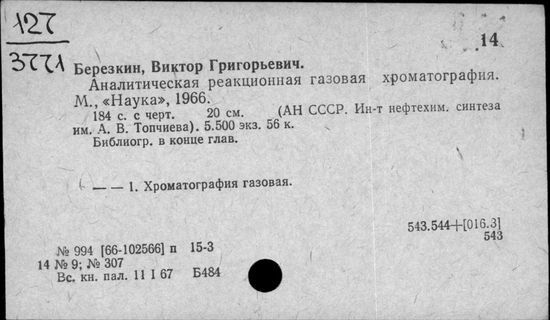 127
3771
14
Березкин, Виктор Григорьевич.
Аналитическая реакционная газовая хроматография.
М., «Наука», 1966.
184 с. с черт. 20 см. (АН СССР. Ин-т нефтехим. синтеза
им. А. В. Топчиева). 5.500 экз. 56 к.
Библиогр. в конце глав.
— — 1. Хроматография газовая.
543.544+[016.3]
543
№ 994 [66-102566] п 15-3
14 № 9; № 307
Вс. кн. пал. 11 I 67 Б484